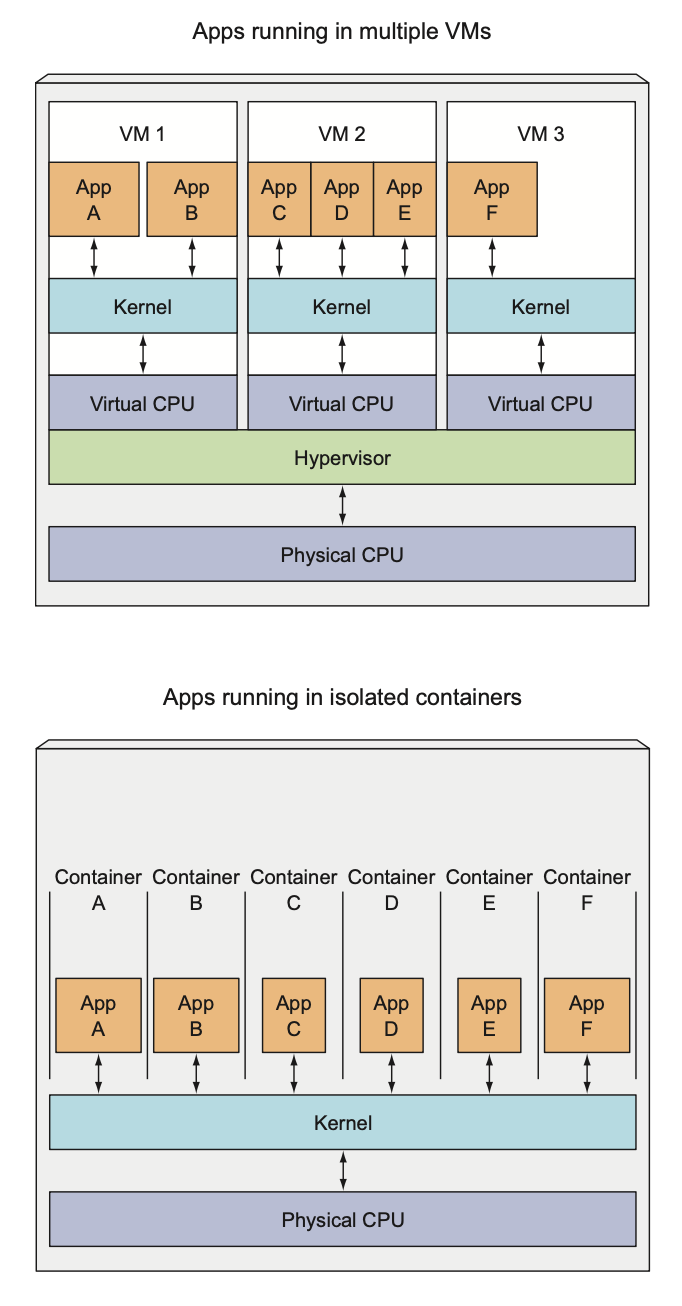 Apps running in multiple VMs
VM 1
VM 2
VM 3
App
A
App
B
App
C
App
D
App
E
App
F
Kernel
Kernel
Kernel
Virtual CPU
Virtual CPU
Virtual CPU
Hypervisor
Physical CPU
Apps running in isolated containers
Container
A
Container
B
Container
C
Container
D
Container
E
Container
F
App
A
App
B
App
C
App
D
App
E
App
F
Kernel
Physical CPU